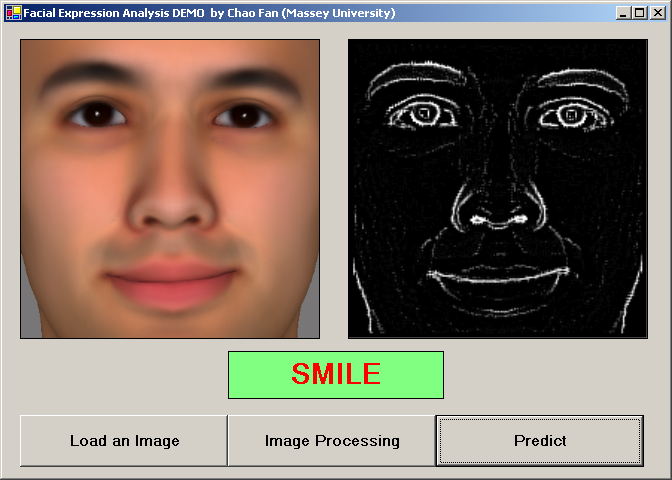 Facial Expression Analysis DEMO  by Chao Fan (Massey University)
SMILE
Load an Image
Image Processing
Predict